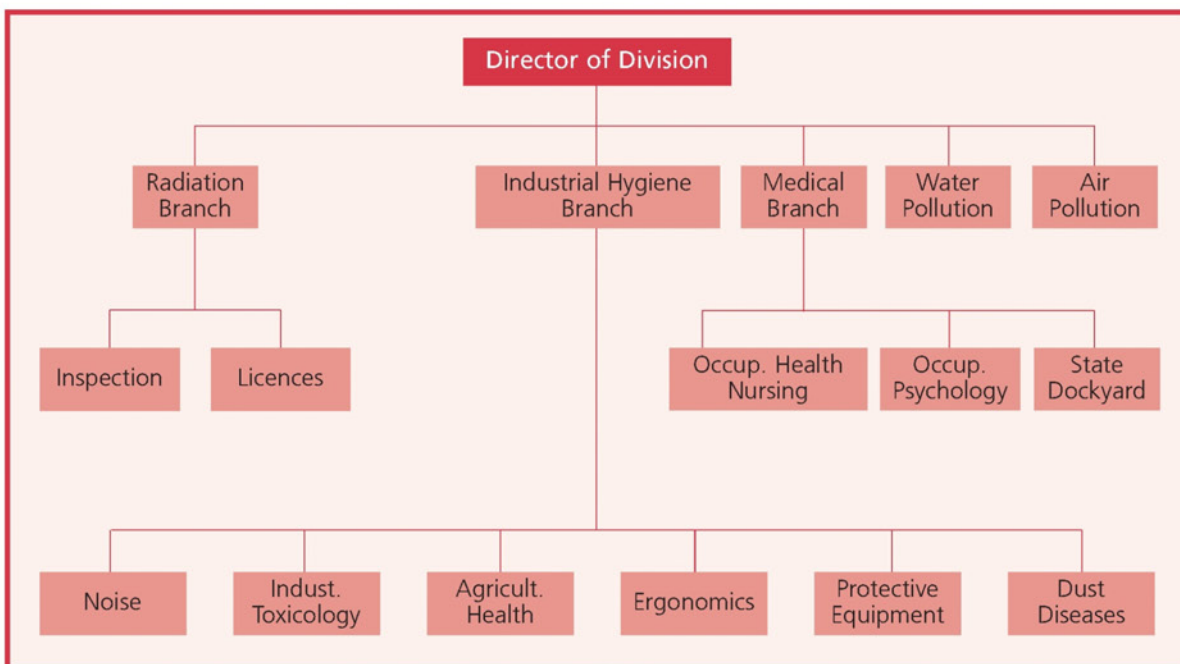 Director of Division
Radiation
Branch
Industrial Hygiene
Branch
Medical
Branch
Water
Pollution
Air
Pollution
Inspection
Licences
Occup. Health
Nursing
Occup.
Psychology
State
Dockyard
Noise
Indust.
Toxicology
Agricult.
Health
Ergonomics
Protective
Equipment
Dust
Diseases